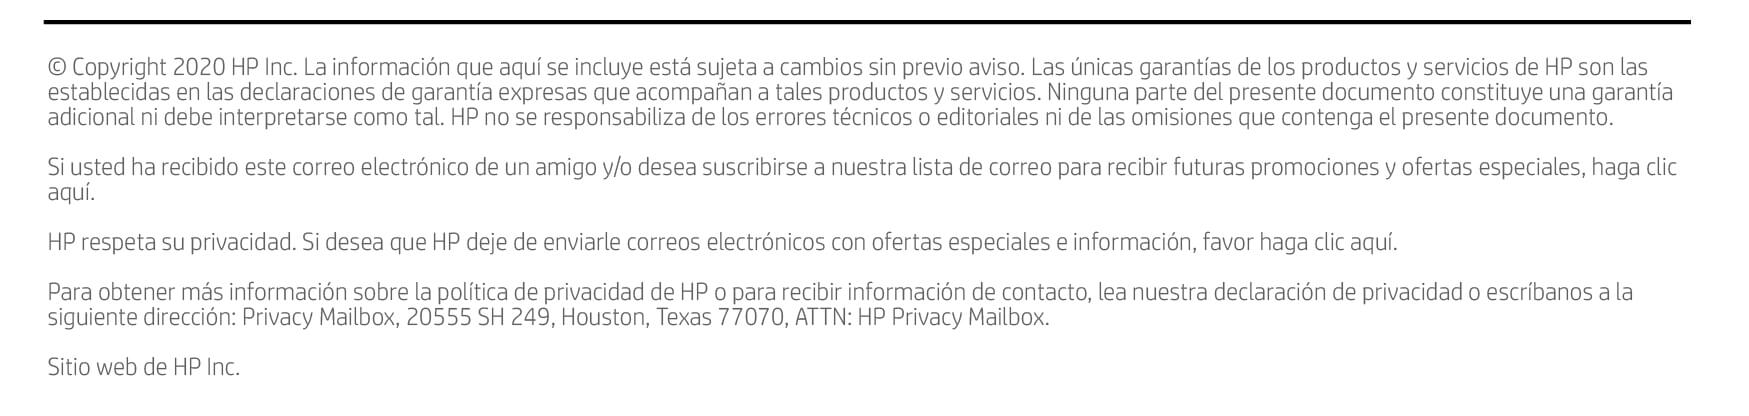 © Copyright 2020 HP Inc. La información que aquí se incluye está sujeta a cambios sin previo aviso. Las únicas garantías de los productos y servicios de HP son las
establecidas en las declaraciones de garantía expresas que acompañan a tales productos y servicios. Ninguna parte del presente documento constituye una garantía
adicional ni debe interpretarse como tal. HP no se responsabiliza de los errores técnicos o editoriales ni de las omisiones que contenga el presente documento.
Si usted ha recibido este correo electrónico de un amigo y/o desea suscribirse a nuestra lista de correo para recibir futuras promociones y ofertas especiales, haga clic
aquí.
HP respeta su privacidad. Si desea que HP deje de enviarle correos electrónicos con ofertas especiales e información, favor haga clic aquí.
Para obtener más información sobre la política de privacidad de HP o para recibir información de contacto, lea nuestra declaración de privacidad o escríbanos a la
siguiente dirección: Privacy Mailbox, 20555 SH 249, Houston, Texas 77070, ATTN: HP Privacy Mailbox.
Sitio web de HP Inc.